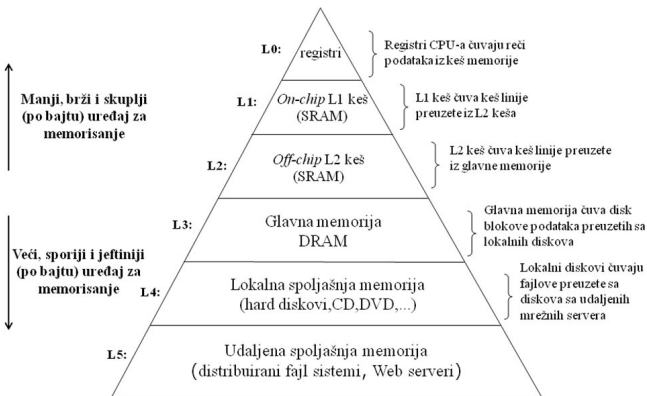 L0:
registri
Registri CPU-a čuvaju reči
podataka iz keš memorije
Manji, brži i skuplji
(po bajtu) uređaj za
memorisanje
L1:
On-chip L1 keš
(SRAM)
L1 keš čuva keš linije
preuzete iz L2 keša
L2:
Off-chip L2 keš
(SRAM)
L2 keš čuva keš linije preuzete
iz glavne memorije
L3:
Glavna memorija
DRAM
Glavna memorija čuva disk
blokove podataka preuzetih sa
lokalnih diskova
Veći, sporiji i jeftiniji
(po bajtu) uređaj za
memorisanje
L4:
Lokalna spoljašnja memorija
(hard diskovi,CD,DVD,...)
Lokalni diskovi čuvaju
fajlove preuzete sa
diskova sa udaljenih
mrežnih servera
L5:
Udaljena spoljašnja memorija
(distribuirani fajl sistemi, Web serveri)